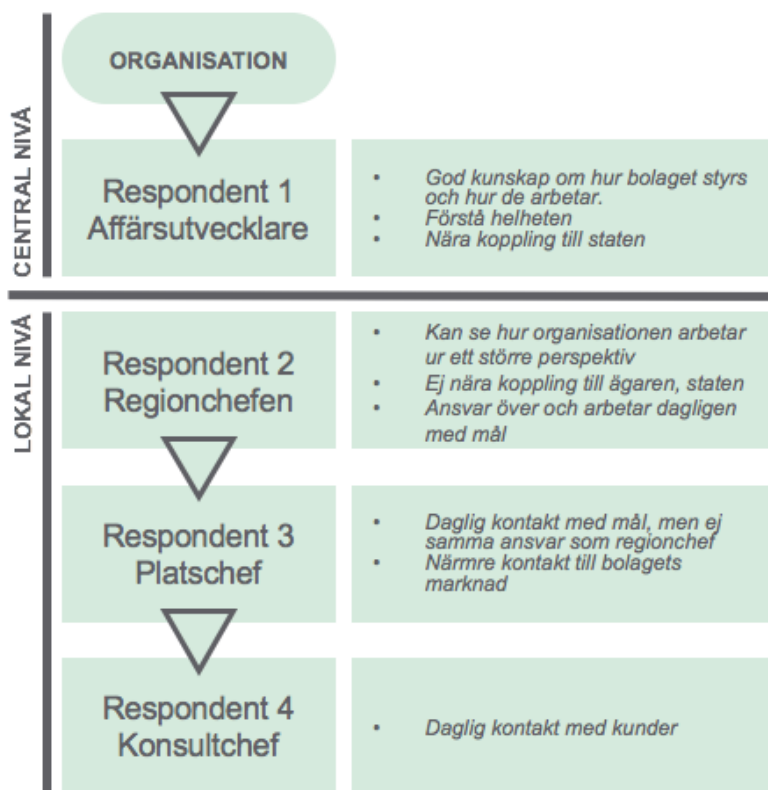 ORGANISATION
CENTRAL NIVÅ
Respondent 1
Affärsutvecklare
• God kunskap om hur bolaget styrs
och hur de arbetar.
• Förstå helheten
• Nära koppling till staten
LOKAL NIVÅ
Respondent 2
Regionchefen
• Kan se hur organisationen arbetar
ur ett större perspektiv
• Ej nära koppling till ägaren, staten
• Ansvar över och arbetar dagligen
med mål
Respondent 3
Platschef
• Daglig kontakt med mål, men ej
samma ansvar som regionchef
• Närmre kontakt till bolagets
marknad
Respondent 4
Konsultchef
• Daglig kontakt med kunder